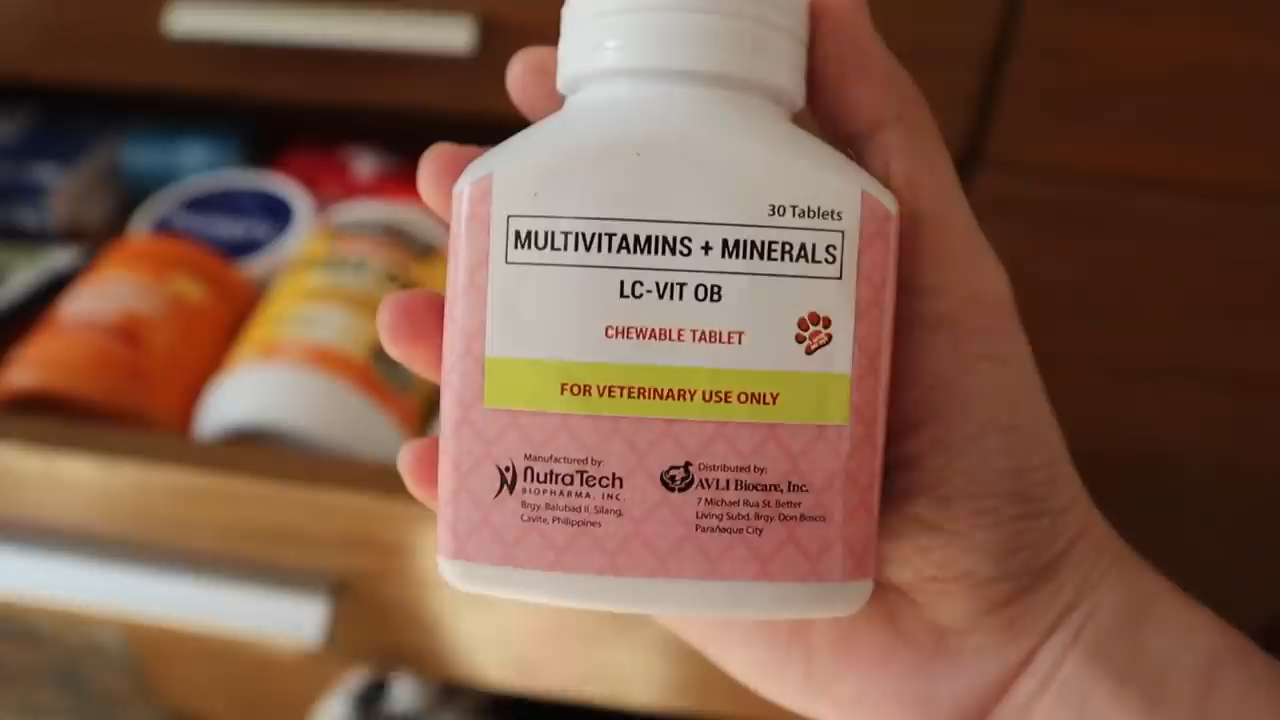 30 Tablets
MULTIVITAMINS + MINERALS
LC-VIT OB
CHEWABLE TABLET
FOR VETERINARY USE ONLY
Manufactured by:
NutraTech
BIOPHARMA, INC.
Brgy. Balubad II, Silang,
Cavite, Philippines
Distributed by:
AVLI Biocare, Inc.
7 Michael Rua St. Better
Living Subd. Brgy. Don Bosco
Parañaque City